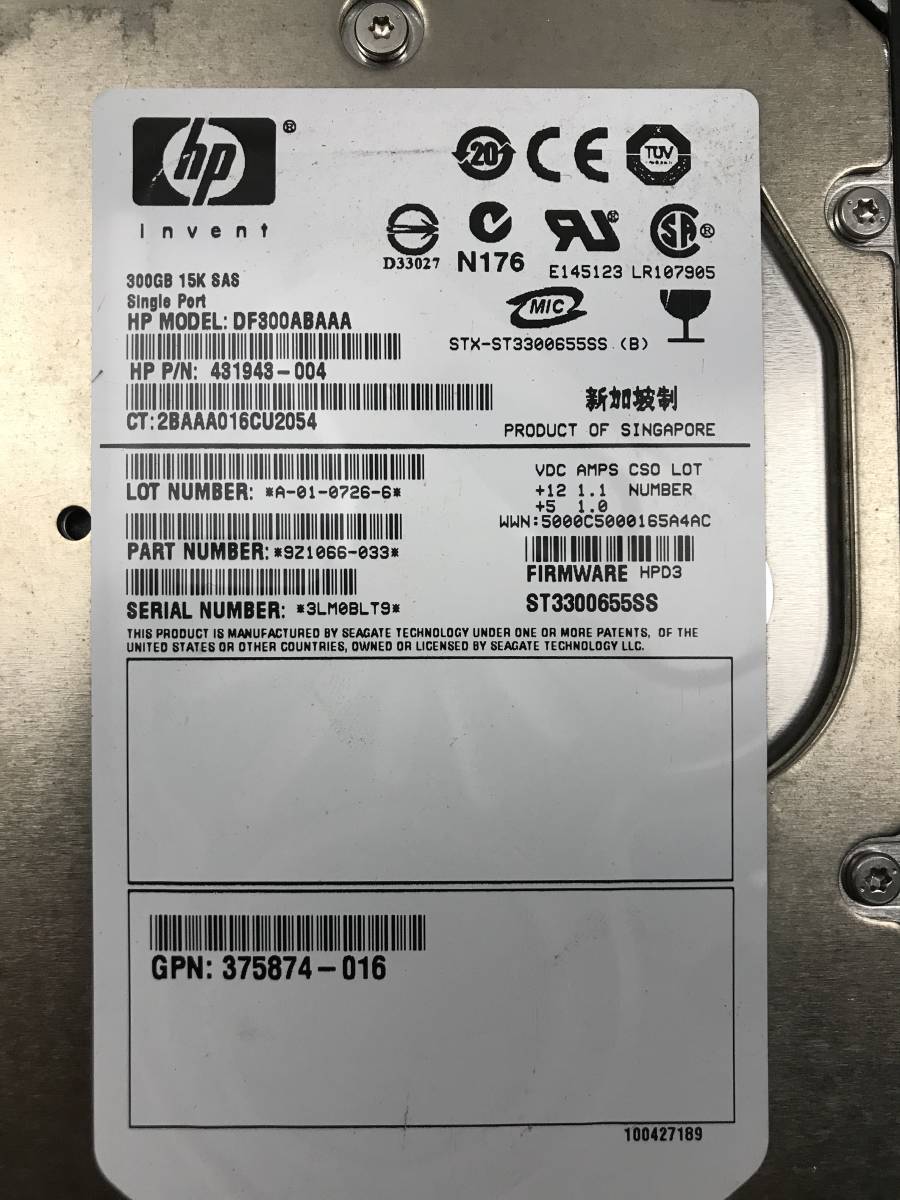 hp ®
invent
20 CE TÜV
D33027 N176 E145123 LR107905
MIC
STX-ST3300655SS (B)
300GB 15K SAS
Single Port
HP MODEL: DF300ABAAA
HP P/N: 431943-004
CT:2BAAA016CU2054
新加坡制
PRODUCT OF SINGAPORE
LOT NUMBER: *A-01-0726-6*
PART NUMBER: *9Z1066-033*
SERIAL NUMBER: *3LM0BLT9*
VDC AMPS CSO LOT
+12 1.1 NUMBER
+5 1.0
WWN:5000C5000165A4AC
FIRMWARE HPD3
ST3300655SS
THIS PRODUCT IS MANUFACTURED BY SEAGATE TECHNOLOGY UNDER ONE OR MORE PATENTS, OF THE
UNITED STATES OR OTHER COUNTRIES, OWNED OR LICENSED BY SEAGATE TECHNOLOGY LLC.
GPN: 375874-016
100427189